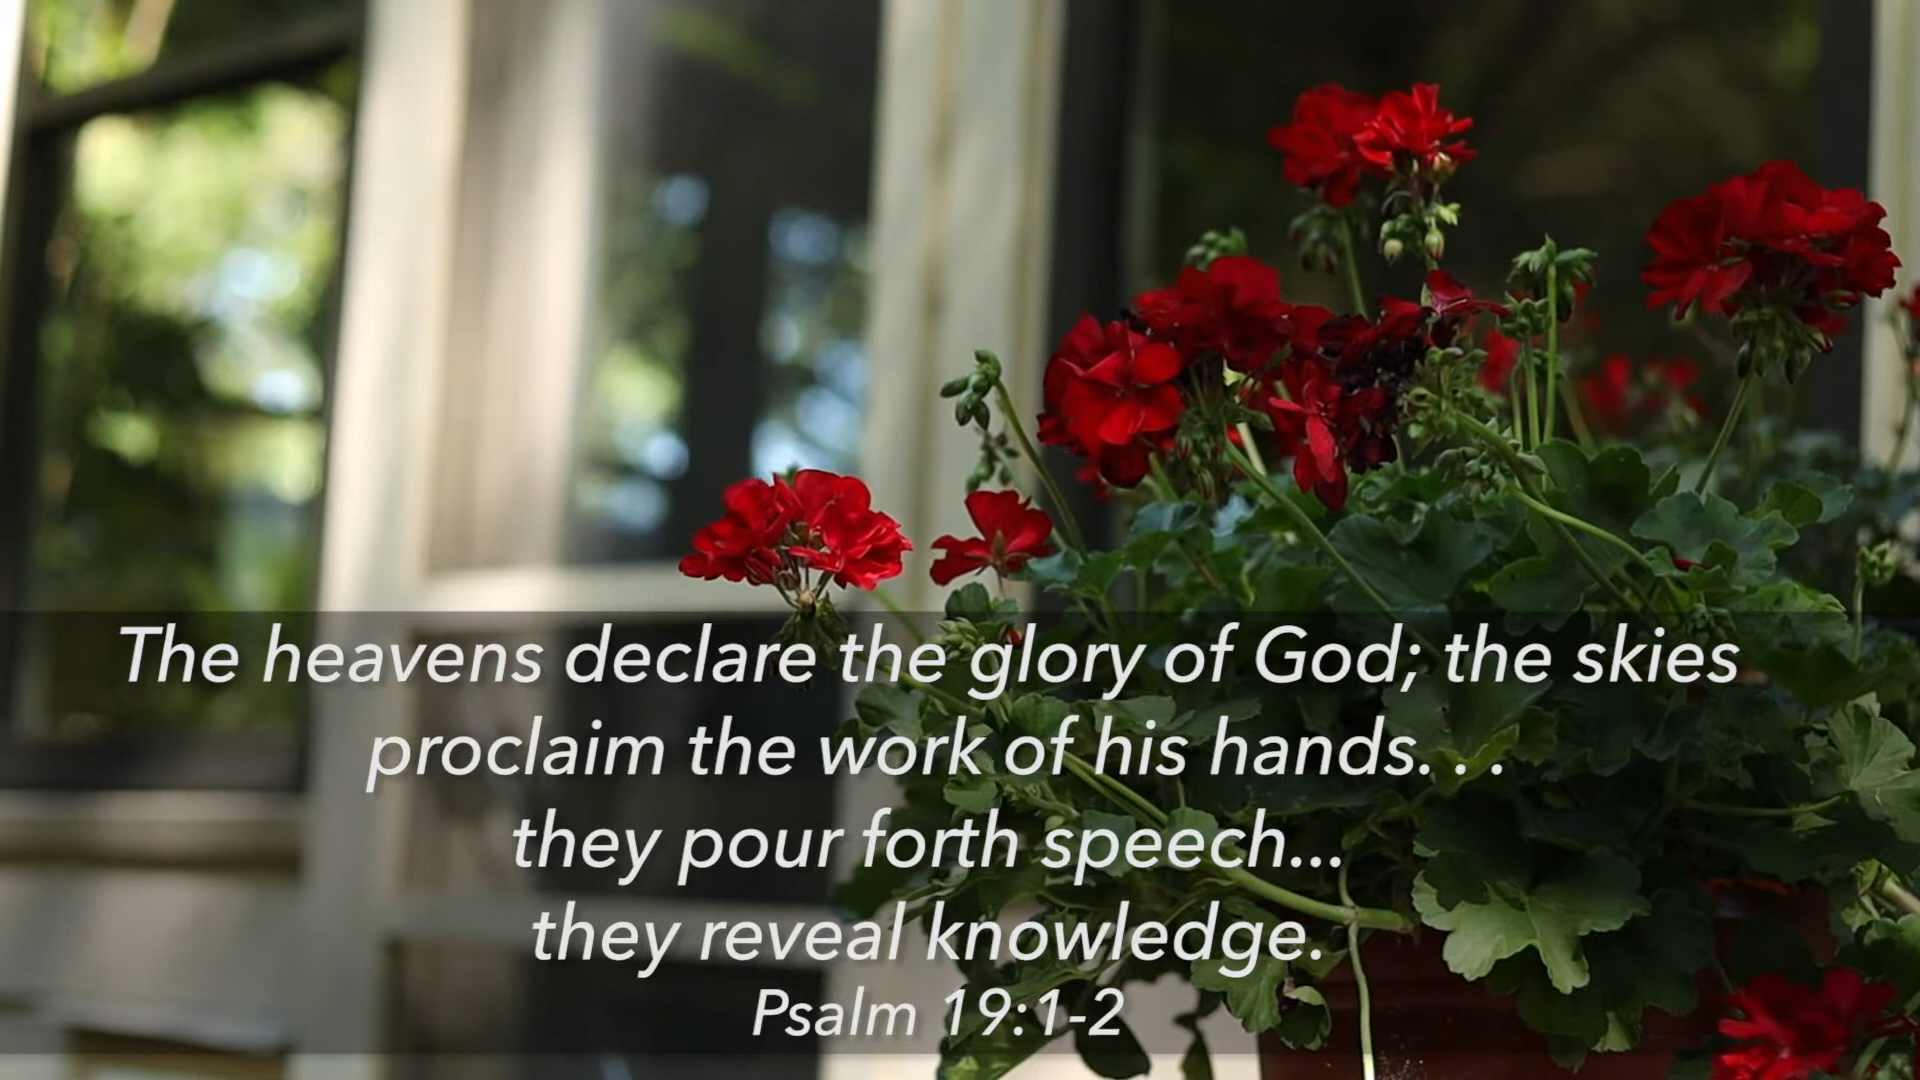 The heavens declare the glory of God; the skies
proclaim the work of his hands. . .
they pour forth speech...
they reveal knowledge.
Psalm 19:1-2